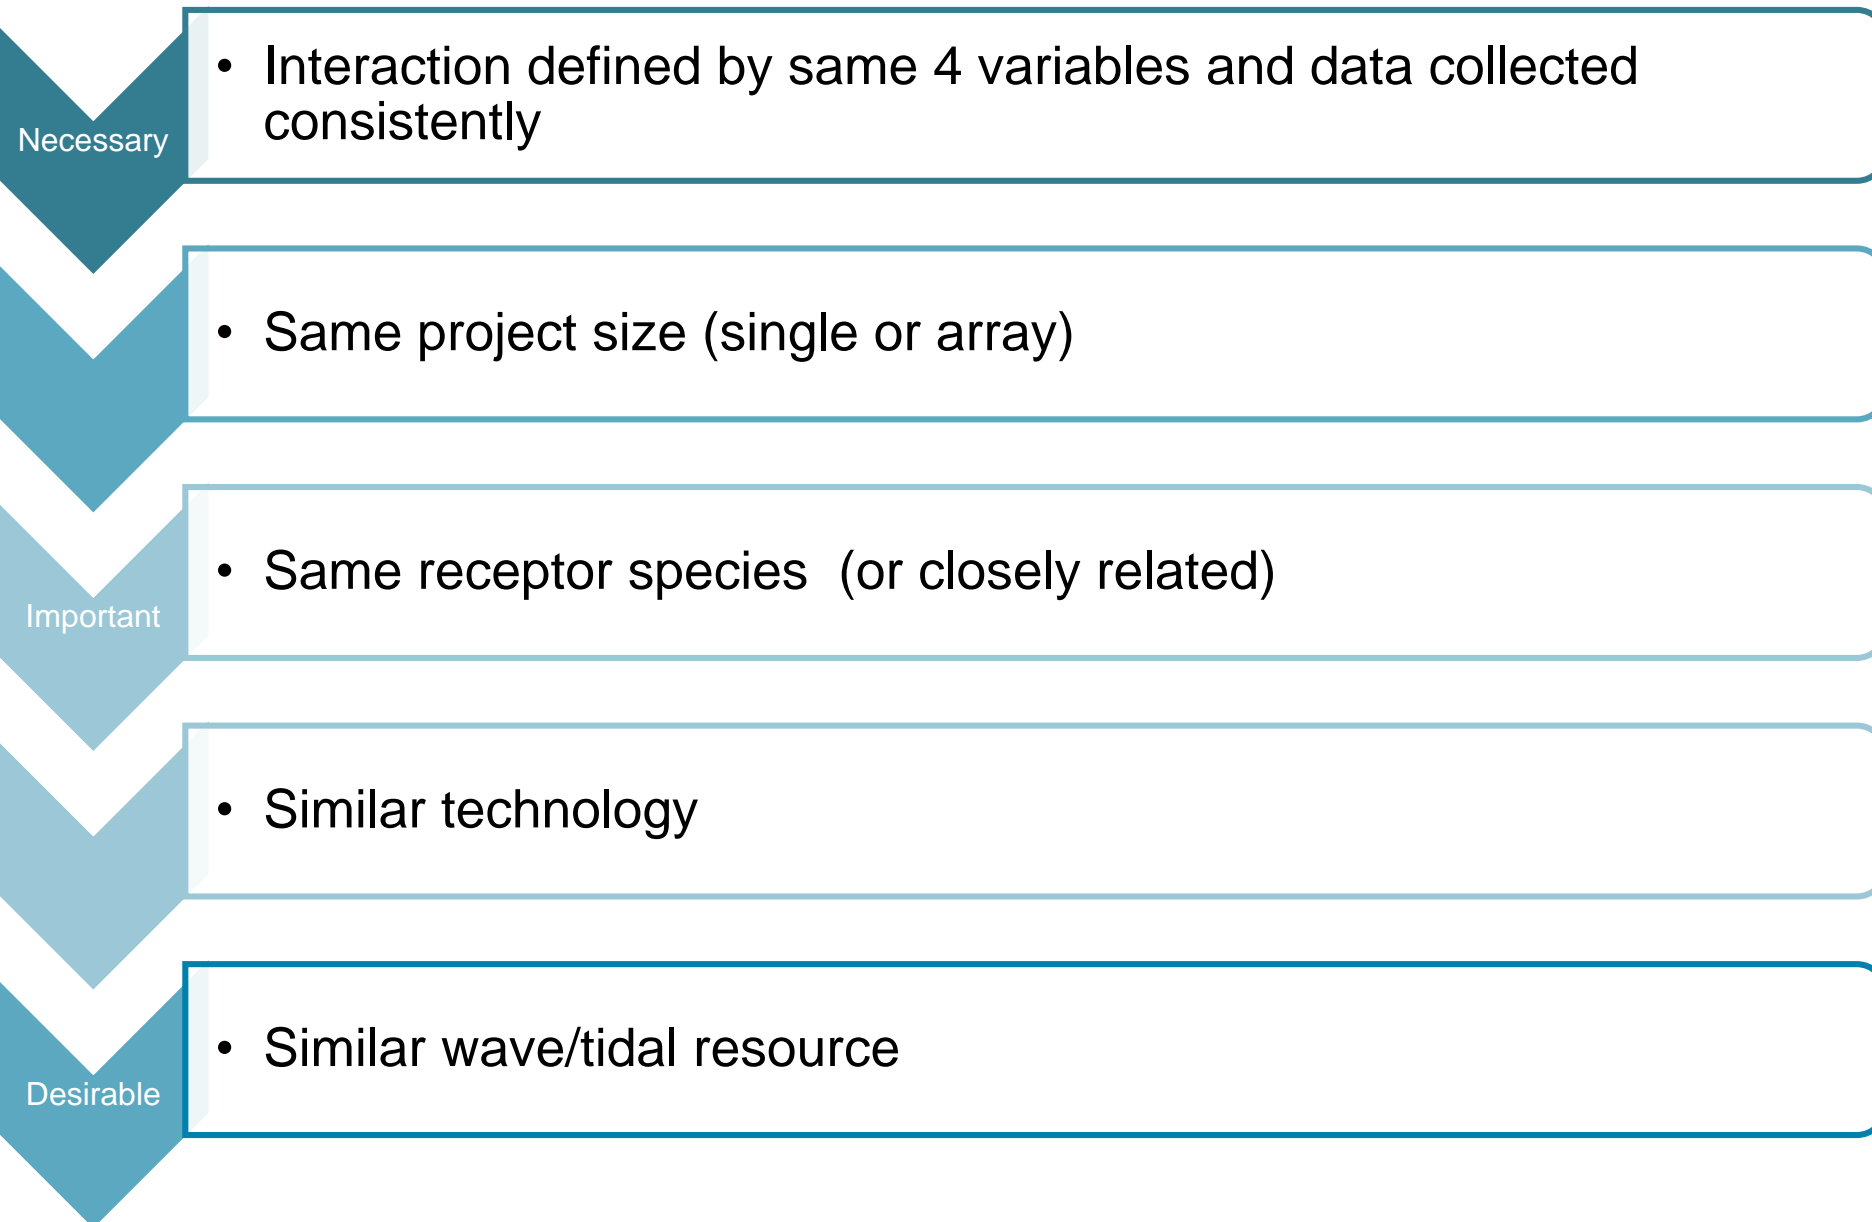 Necessary
• Interaction defined by same 4 variables and data collected
consistently
• Same project size (single or array)
Important
• Same receptor species  (or closely related)
• Similar technology
Desirable
• Similar wave/tidal resource